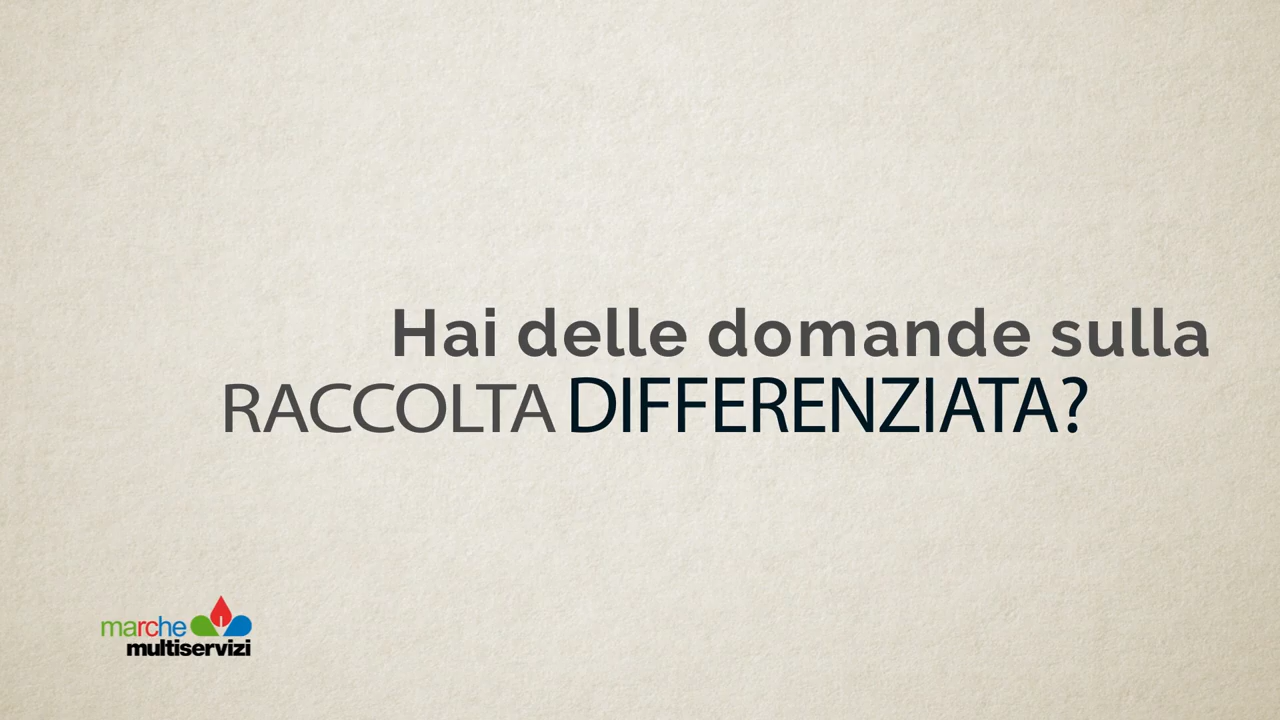 Hai delle domande sulla
RACCOLTA DIFFERENZIATA?
marche
multiservizi